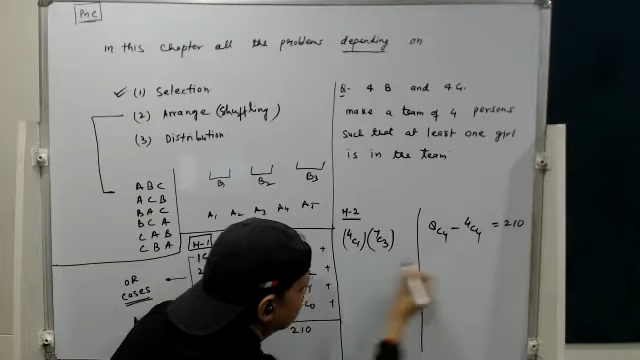 PnC
In this chapter all the problems depending on
(1) Selection
(2) Arrange (Shuffling)
(3) Distribution
ABC
ACB
BAC
BCA
CAB
CBA
B1 B2 B3
A1 A2 A3 A4 A5
OR
cases
M-1
+
+
+
+
210
Q. 4 B and 4 G.
make a team of 4 persons
such that at least one girl
is in the team
M-2
(4C1)(7C3)
8C4 - 4C4 = 210